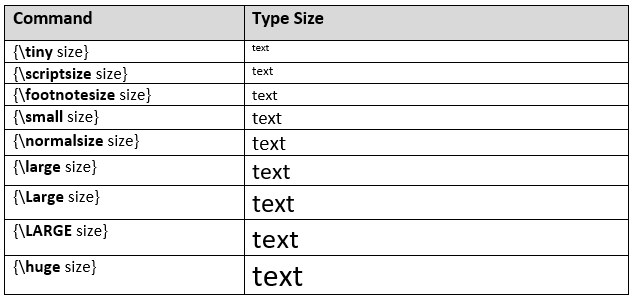 Command Type Size
{\tiny size} text
{\scriptsize size} text
{\footnotesize size} text
{\small size} text
{\normalsize size} text
{\large size} text
{\Large size} text
{\LARGE size} text
{\huge size} text